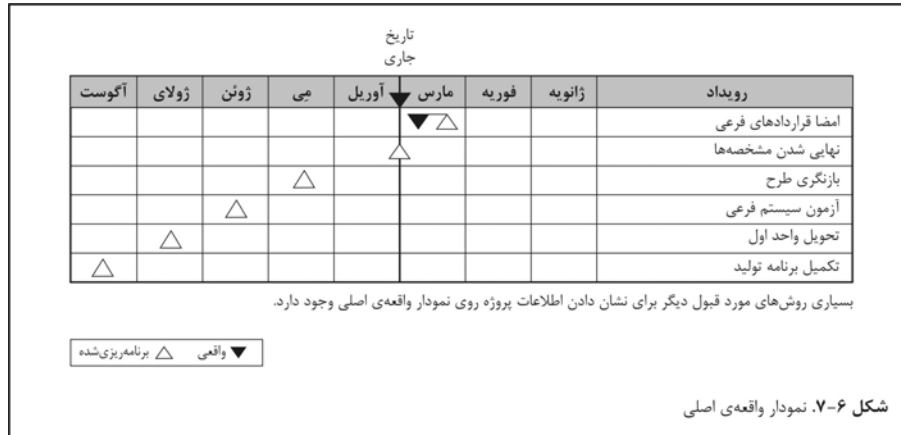 تاریخ
جاری
رویداد ژانویه فوریه مارس آوریل مِی ژوئن ژولای آگوست
امضا قراردادهای فرعی
نهایی شدن مشخصه‌ها
بازنگری طرح
آزمون سیستم فرعی
تحویل واحد اول
تکمیل برنامه تولید
بسیاری روش‌های مورد قبول دیگر برای نشان دادن اطلاعات پروژه روی نمودار واقعه‌ی اصلی وجود دارد.
واقعی برنامه‌ریزی‌شده
شکل ۶-۷. نمودار واقعه‌ی اصلی